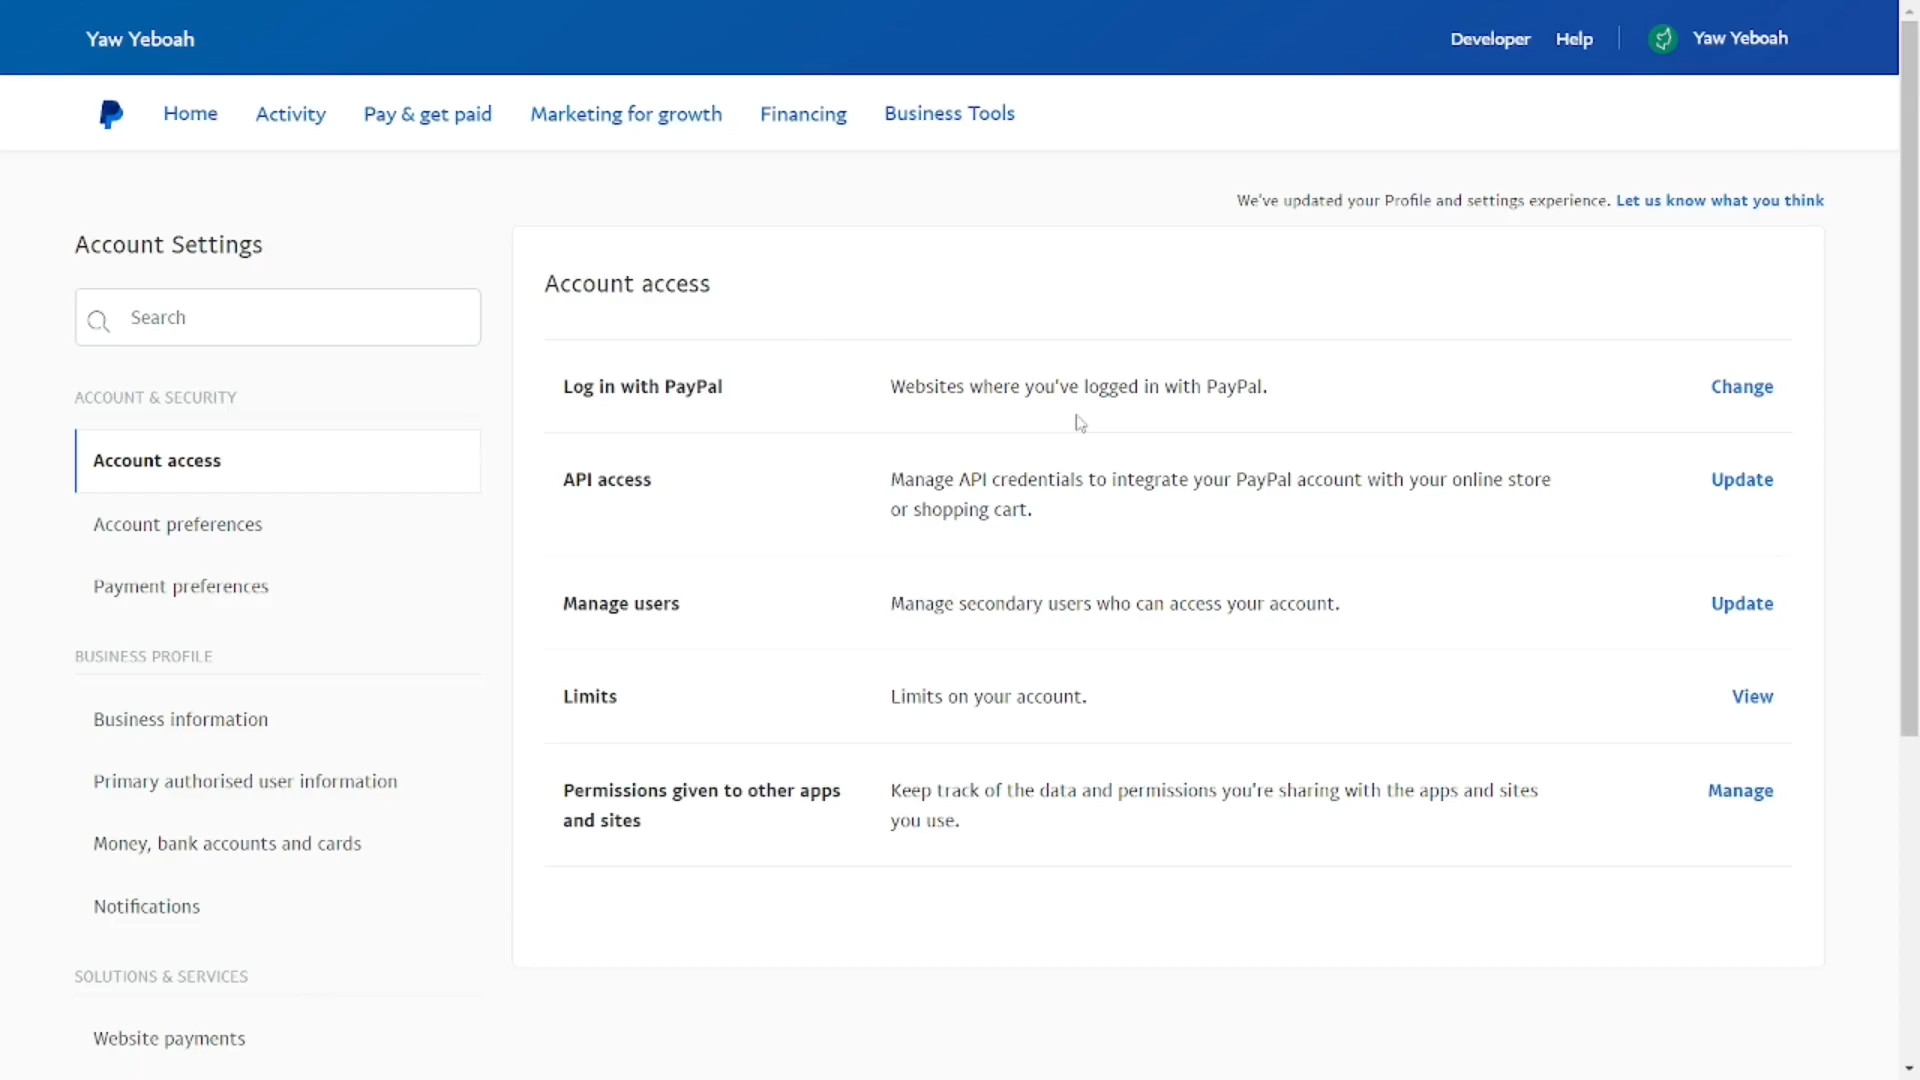 Yaw Yeboah
Developer
Help
Yaw Yeboah
Home
Activity
Pay & get paid
Marketing for growth
Financing
Business Tools
We've updated your Profile and settings experience. Let us know what you think
Account Settings
Search
ACCOUNT & SECURITY
Account access
Account preferences
Payment preferences
BUSINESS PROFILE
Business information
Primary authorised user information
Money, bank accounts and cards
Notifications
SOLUTIONS & SERVICES
Website payments
Account access
Log in with PayPal
Websites where you've logged in with PayPal.
Change
API access
Manage API credentials to integrate your PayPal account with your online store
or shopping cart.
Update
Manage users
Manage secondary users who can access your account.
Update
Limits
Limits on your account.
View
Permissions given to other apps
and sites
Keep track of the data and permissions you're sharing with the apps and sites
you use.
Manage